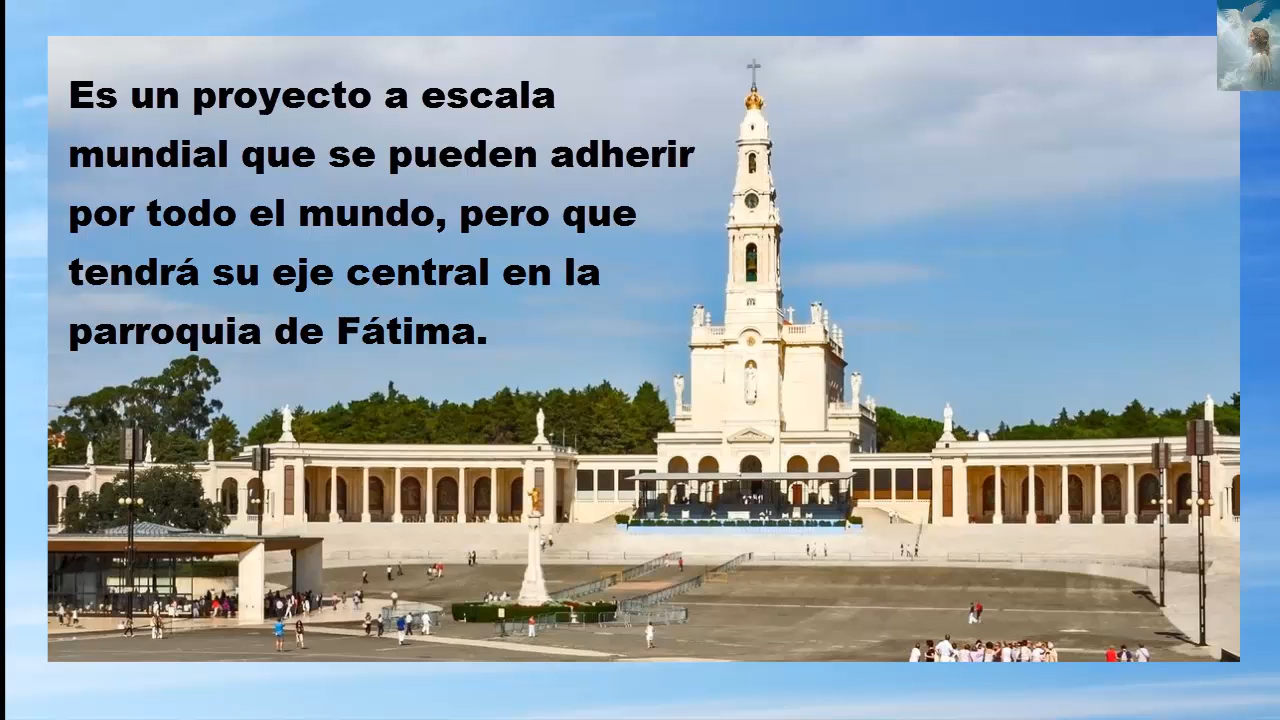 Es un proyecto a escala
mundial que se pueden adherir
por todo el mundo, pero que
tendrá su eje central en la
parroquia de Fátima.